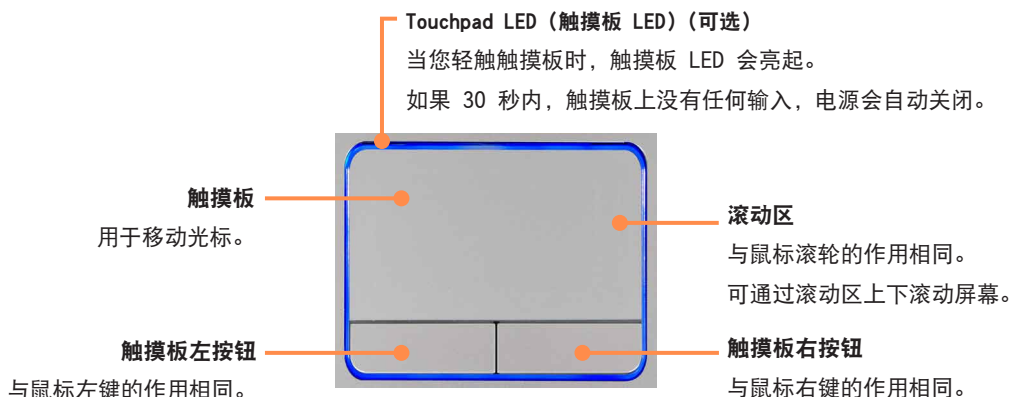 Touchpad LED（触摸板 LED）（可选）
当您轻触触摸板时，触摸板 LED 会亮起。
如果 30 秒内，触摸板上没有任何输入，电源会自动关闭。
触摸板
用于移动光标。
滚动区
与鼠标滚轮的作用相同。
可通过滚动区上下滚动屏幕。
触摸板左按钮
与鼠标左键的作用相同。
触摸板右按钮
与鼠标右键的作用相同。